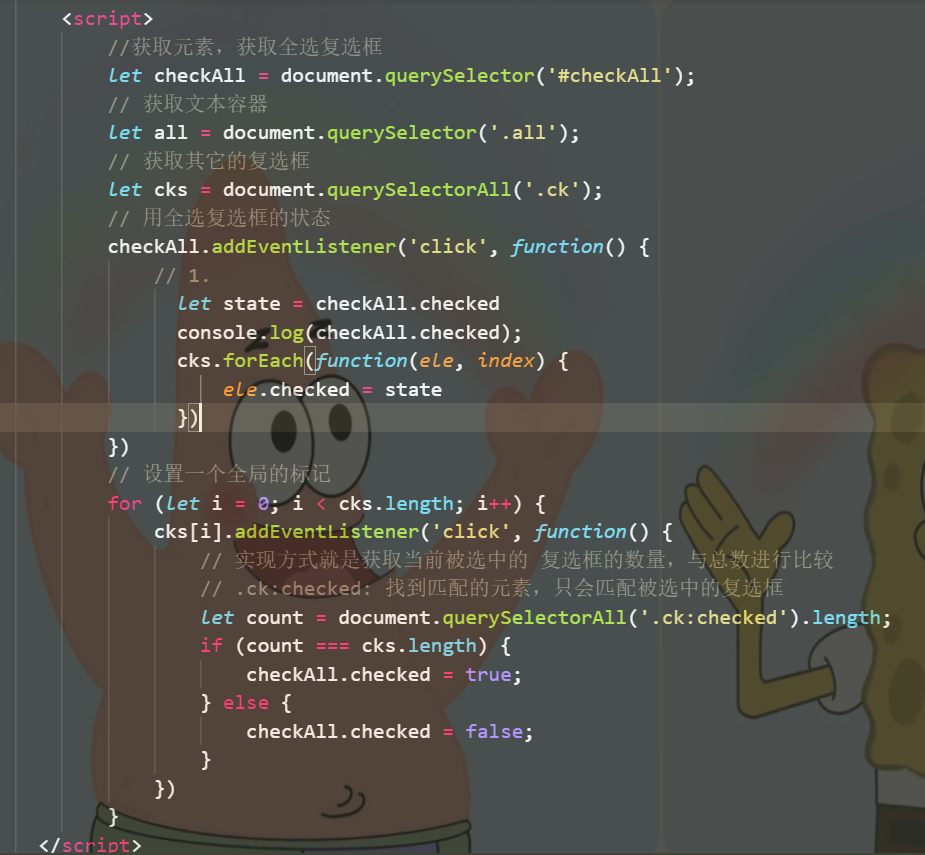 <script>
//获取元素，获取全选复选框
let checkAll = document.querySelector('#checkAll');
// 获取文本容器
let all = document.querySelector('.all');
// 获取其它的复选框
let cks = document.querySelectorAll('.ck');
// 用全选复选框的状态
checkAll.addEventListener('click', function() {
// 1.
let state = checkAll.checked
console.log(checkAll.checked);
cks.forEach(function(ele, index) {
ele.checked = state
})
})
// 设置一个全局的标记
for (let i = 0; i < cks.length; i++) {
cks[i].addEventListener('click', function() {
// 实现方式就是获取当前被选中的 复选框的数量，与总数进行比较
// .ck:checked: 找到匹配的元素，只会匹配被选中的复选框
let count = document.querySelectorAll('.ck:checked').length;
if (count === cks.length) {
checkAll.checked = true;
} else {
checkAll.checked = false;
}
})
}
</script>